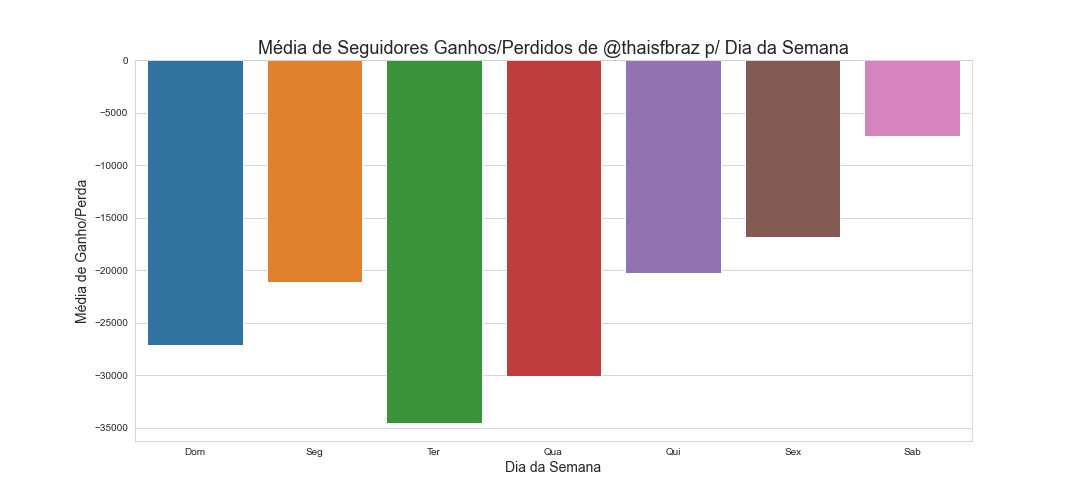 Média de Seguidores Ganhos/Perdidos de @thaisfbraz p/ Dia da Semana
0
−5000
−10000
−15000
−20000
−25000
−30000
−35000
Média de Ganho/Perda
Dom Seg Ter Qua Qui Sex Sab
Dia da Semana